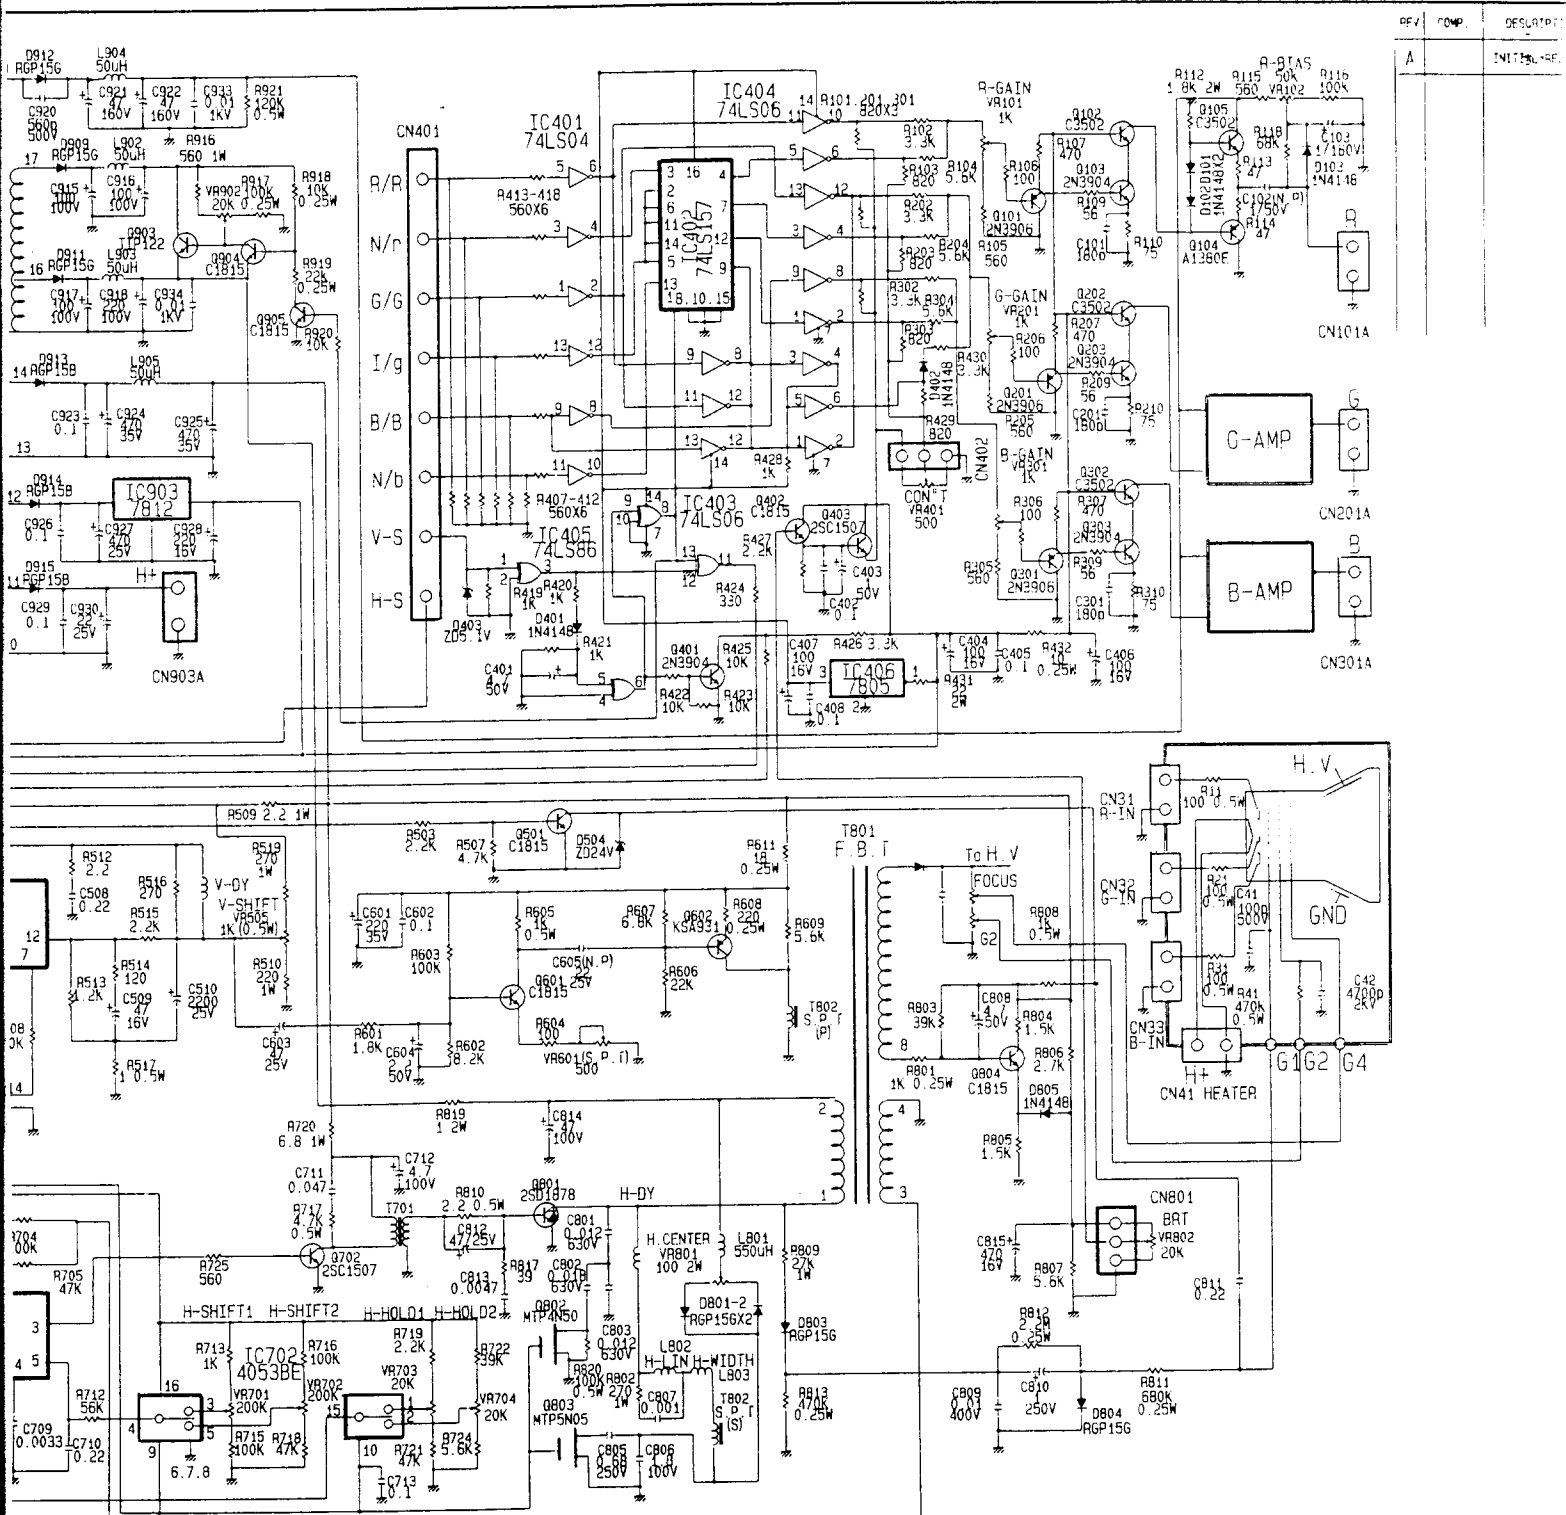 REV COMP.
A
D912
RGP15G
C920
560p
500V
L904
50uH
C921
47
160V
C922
47
160V
C933
0.01
1KV
R921
120K
0.5W
D909
RGP15G
L902
50uH
R916
560 1W
17
C915
100
100V
C916
100
100V
VR902
20K
R917
100K
0.25W
R918
10K
0.25W
Q903
TIP122
Q904
C1815
16
D911
RGP15G
L903
50uH
R919
22k
0.25W
C917
100
100V
C918
220
100V
C934
0.01
1KV
Q905
C1815
R920
10K
14
D913
RGP15B
L905
50uH
C923
0.1
C924
470
35V
C925
470
35V
13
12
D914
RGP15B
IC903
7812
C926
0.1
C927
470
25V
C928
220
16V
11
D915
RGP15B
H+
C929
0.1
C930
22
25V
0
CN903A
CN401
R/R
N/r
G/G
I/g
B/B
N/b
V-S
H-S
IC401
74LS04
R413-418
560X6
R407-412
560X6
IC405
74LS86
IC402
74LS157
18.10.15
IC404
74LS06
IC403
74LS06
R101.201.301
820X3
R102
3.3K
R103
820
R104
5.6K
R202
3.3K
R203
820
R204
5.6K
R302
3.3K
R303
820
R304
5.6K
D402
1N4148
R430
3.3K
R429
820
CN402
CON'T
VR401
500
R428
1K
R-GAIN
VR101
1K
R106
100
Q101
2N3906
R105
560
R107
470
Q102
C3502
Q103
2N3904
R109
56
C101
180p
R110
75
R112
1.8K 2W
Q105
C3502
D102 D101
1N4148X2
Q104
A1380E
R-BIAS
50k
VR102
R115
560
R116
100k
R118
68K
R113
47
C102(N.P)
1/50V
R114
47
C103
1/160V
D103
1N4148
R
CN101A
G-GAIN
VR201
1K
R206
100
Q201
2N3906
R205
560
R207
470
Q202
C3502
Q203
2N3904
R209
56
C201
180p
R210
75
G-AMP
G
CN201A
B-GAIN
VR301
1K
R306
100
Q301
2N3906
R305
560
R307
470
Q302
C3502
Q303
2N3904
R309
56
C301
180p
R310
75
B-AMP
B
CN301A
D403
ZD5.1V
R419
1K
R420
1K
D401
1N4148
R421
1K
C401
4.7
50V
Q401
2N3904
R422
10K
R423
10K
R425
10K
R424
330
R427
2.2K
Q402
C1815
Q403
2SC1507
C402
0.1
C403
50V
R426 3.3K
C407
100
16V
C408
0.1
IC406
7805
R431
22
2W
C404
100
16V
C405
0.1
R432
10
0.25W
C406
100
16V
R509 2.2 1W
R503
2.2K
R507
4.7K
Q501
C1815
D504
ZD24V
R519
270
1W
R512
2.2
C508
0.22
R516
270
R515
2.2K
V-DY
V-SHIFT
VR505
1K(0.5W)
12
7
R513
1.2K
R514
120
C509
47
16V
C510
2200
25V
R510
220
1W
R517
1 0.5W
C603
47
25V
C601
220
35V
C602
0.1
R603
100K
R601
1.8K
C604
2.2
50V
R602
8.2K
R605
1K
0.5W
Q601
C1815
C605(N.P)
22
25V
R604
100
VR601(S.P.T)
500
R607
6.8K
R606
22K
Q602
KSA931
R608
220
0.25W
R611
18
0.25W
R609
5.6K
T802
S.P.T
(P)
T801
F.B.T
To H.V
FOCUS
G2
R808
1K
0.5W
R803
39K
C808
4.7
50V
R804
1.5K
R801
1K 0.25W
Q804
C1815
R806
2.7K
D805
1N4148
R805
1.5K
CN31
R-IN
CN32
G-IN
CN33
B-IN
R11
100 0.5W
R21
100
0.5W
R31
100
0.5W
C41
100p
500V
R41
470k
0.5W
C42
4700p
2KV
H.V
GND
H+
CN41 HEATER
G1 G2 G4
R819
1 2W
C814
47
100V
R720
6.8 1W
C711
0.047
C712
4.7
100V
R717
4.7K
0.5W
T701
R810
2.2 0.5W
C812
47/25V
C813
0.0047
R817
39
Q801
2SD1878
H-DY
C801
0.012
630V
C802
0.018
630V
C803
0.012
630V
Q802
MTP4N50
R820
100K
0.5W
Q803
MTP5N05
R802
270
1W
C807
0.001
C805
0.68
250V
C806
1.8
100V
H.CENTER
VR801
100 2W
L801
550uH
D801-2
RGP15GX2
L802
H-LIN
H-WIDTH
L803
T802
S.P.T
(S)
R809
27K
1W
D803
RGP15G
R813
470K
0.25W
CN801
BRT
VR802
20K
C815
470
16V
R807
5.6K
R812
2.2M
0.25W
C809
0.01
400V
C810
1
250V
D804
RGP15G
R811
680K
0.25W
C811
0.22
R705
47K
R725
560
Q702
2SC1507
H-SHIFT1 H-SHIFT2 H-HOLD1 H-HOLD2
R713
1K
IC702
4053BE
R716
100K
VR701
200K
VR702
200K
R715
100K
R718
47K
R719
2.2K
VR703
20K
R721
47K
R722
39K
VR704
20K
R724
5.6K
R712
56K
C709
0.0033
C710
0.22
6.7.8
C713
0.1